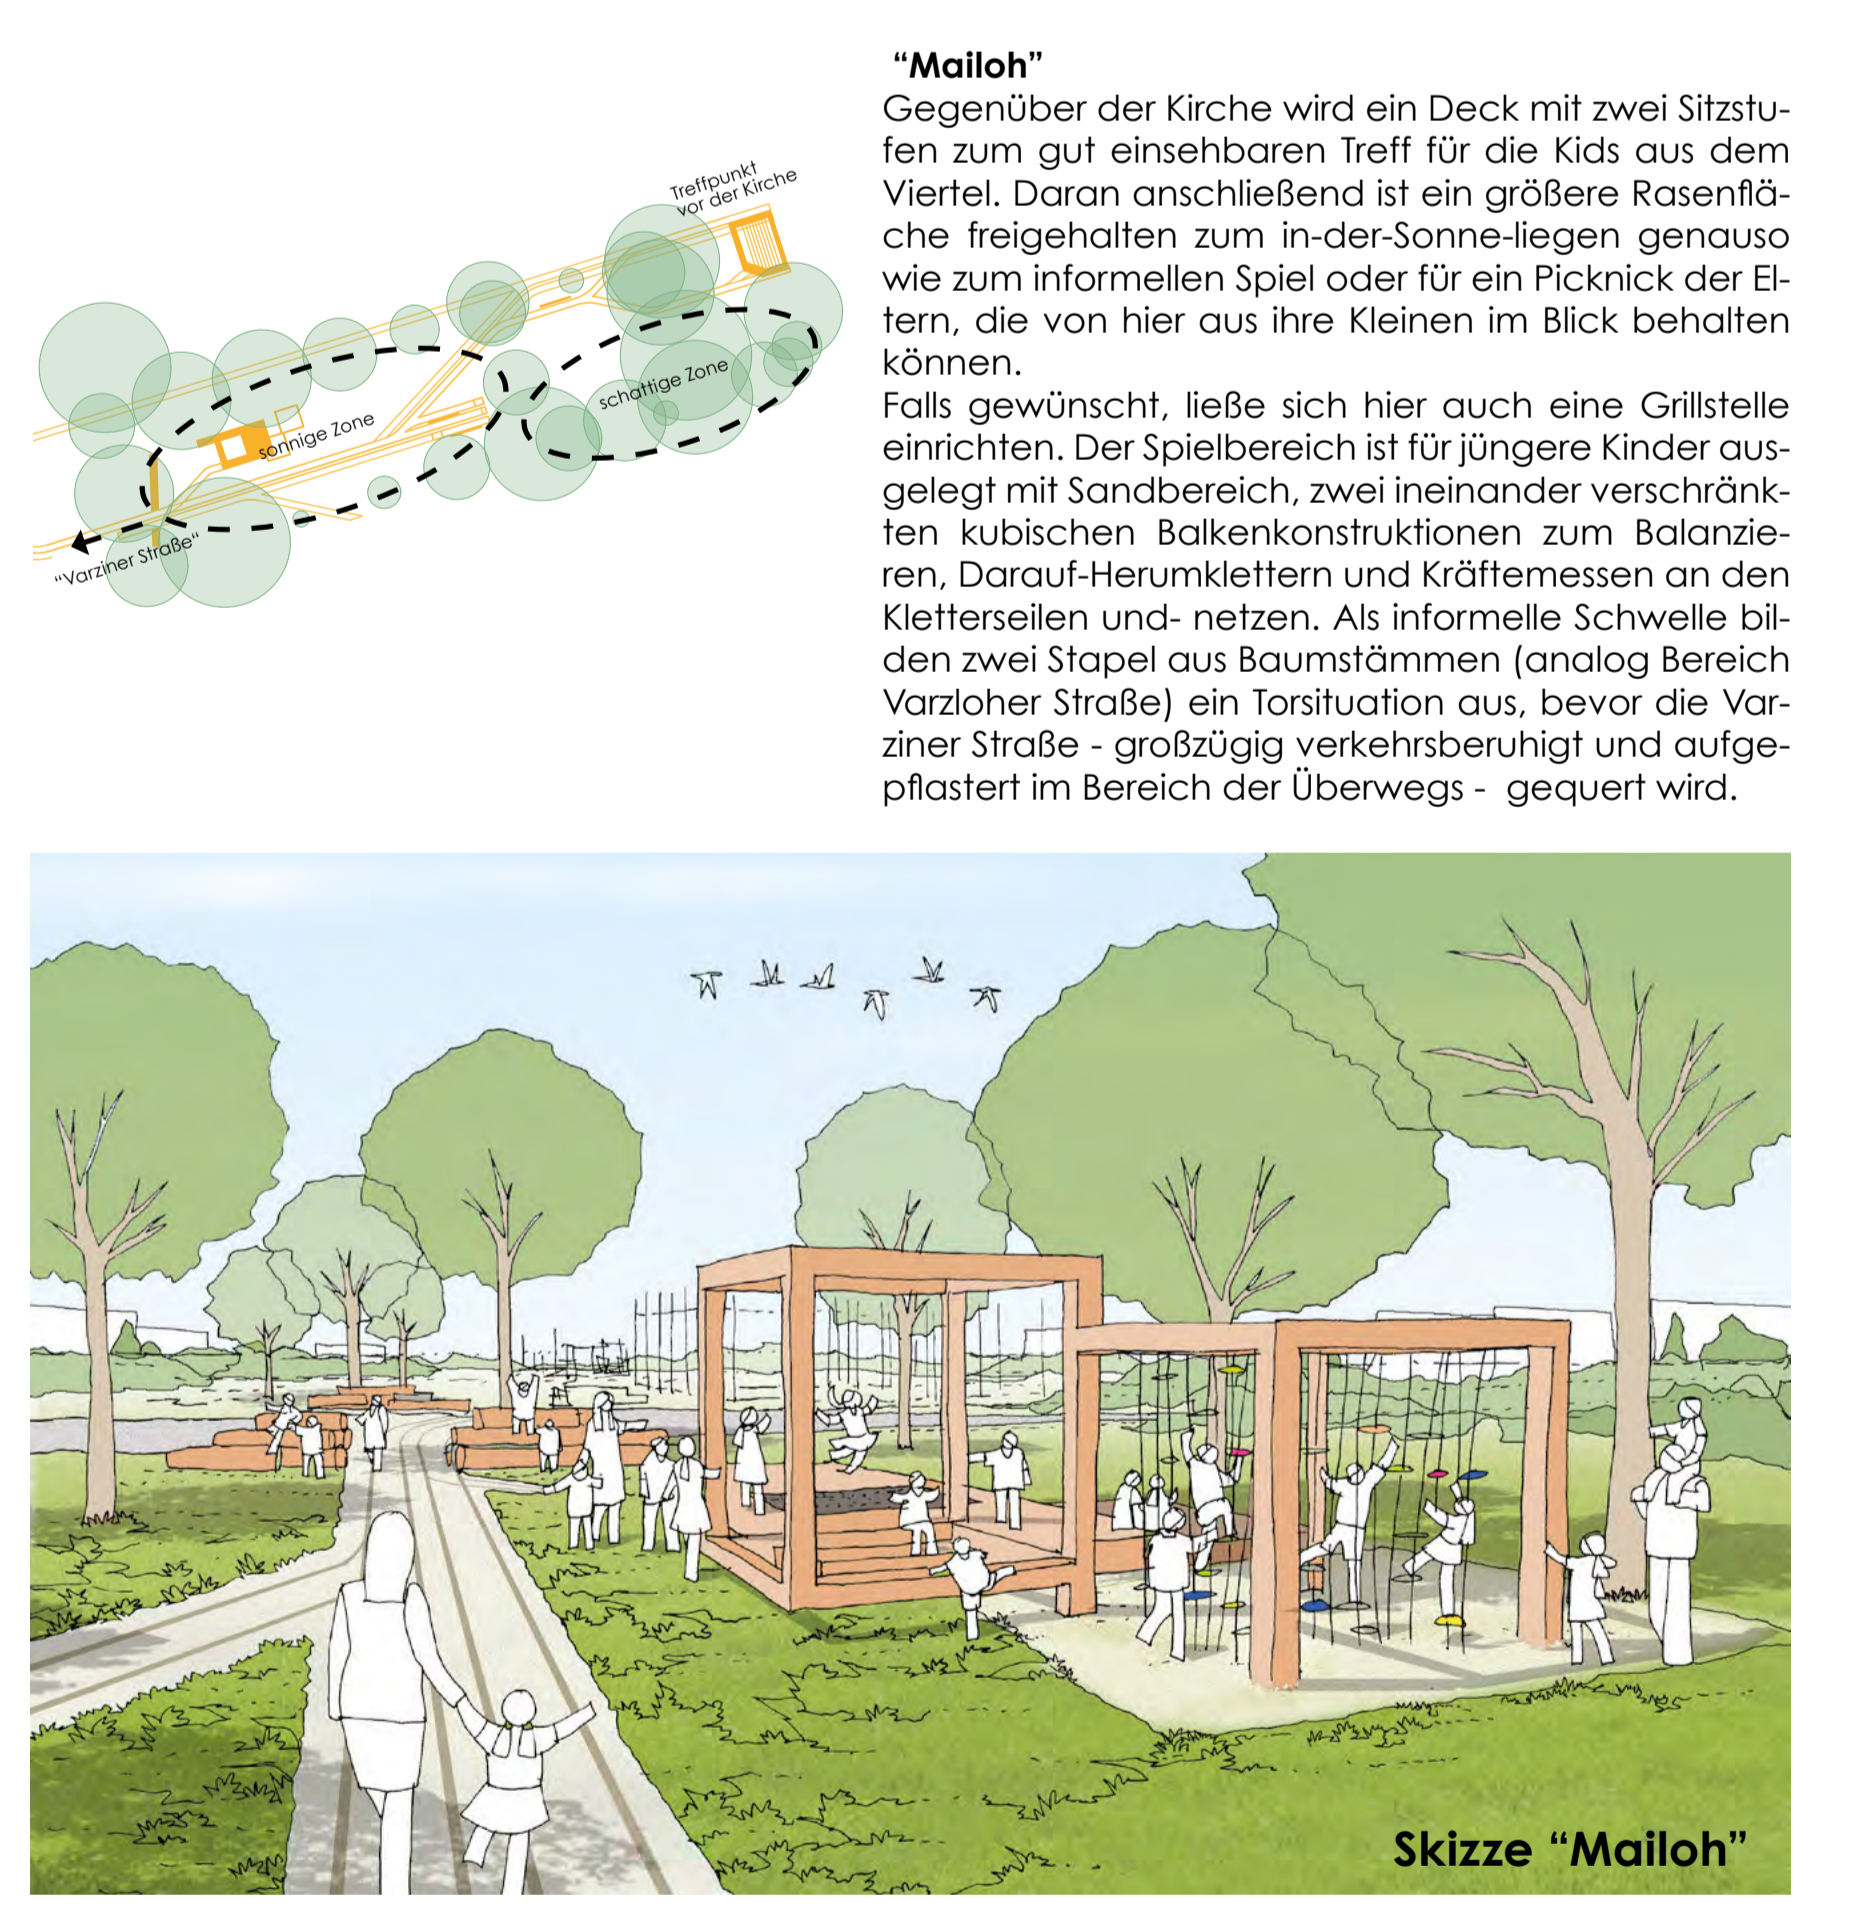 Treffpunkt
vor der Kirche
schattige Zone
sonnige Zone
“Varziner Straße“
“Mailoh”
Gegenüber der Kirche wird ein Deck mit zwei Sitzstu-
fen zum gut einsehbaren Treff für die Kids aus dem
Viertel. Daran anschließend ist ein größere Rasenflä-
che freigehalten zum in-der-Sonne-liegen genauso
wie zum informellen Spiel oder für ein Picknick der El-
tern, die von hier aus ihre Kleinen im Blick behalten
können.
Falls gewünscht, ließe sich hier auch eine Grillstelle
einrichten. Der Spielbereich ist für jüngere Kinder aus-
gelegt mit Sandbereich, zwei ineinander verschränk-
ten kubischen Balkenkonstruktionen zum Balanzie-
ren, Darauf-Herumklettern und Kräftemessen an den
Kletterseilen und- netzen. Als informelle Schwelle bil-
den zwei Stapel aus Baumstämmen (analog Bereich
Varzloher Straße) ein Torsituation aus, bevor die Var-
ziner Straße - großzügig verkehrsberuhigt und aufge-
pflastert im Bereich der Überwegs -  gequert wird.
Skizze “Mailoh”